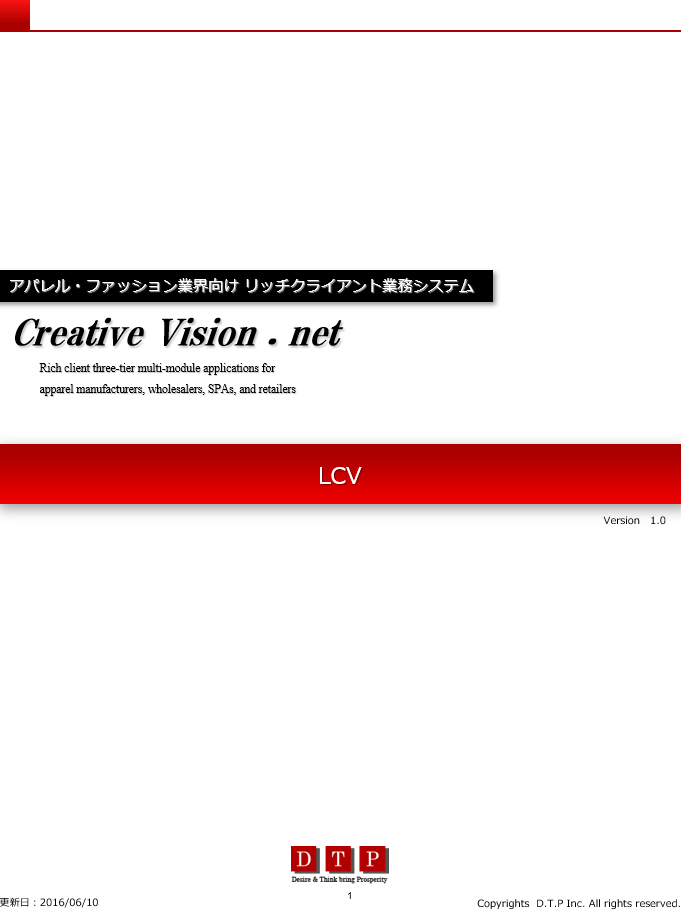 アパレル・ファッション業界向け リッチクライアント業務システム
Creative Vision . net
Rich client three-tier multi-module applications for
apparel manufacturers, wholesalers, SPAs, and retailers
LCV
Version 1.0
D T P
Desire & Think bring Prosperity
1
更新日：2016/06/10
Copyrights D.T.P Inc. All rights reserved.